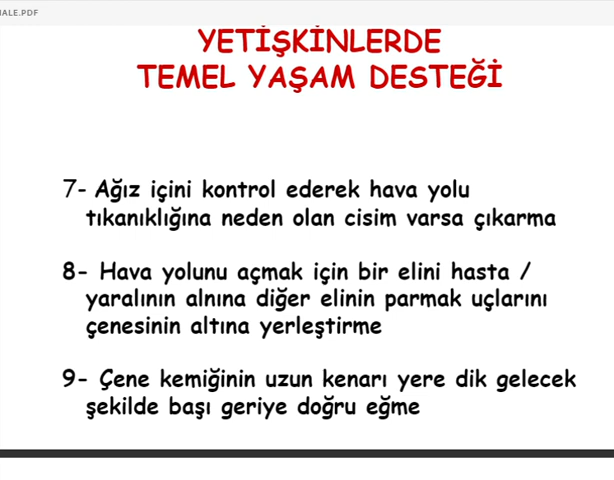 IALE.PDF
YETİŞKİNLERDE
TEMEL YAŞAM DESTEĞİ
7- Ağız içini kontrol ederek hava yolu
tıkanıklığına neden olan cisim varsa çıkarma
8- Hava yolunu açmak için bir elini hasta /
yaralının alnına diğer elinin parmak uçlarını
çenesinin altına yerleştirme
9- Çene kemiğinin uzun kenarı yere dik gelecek
şekilde başı geriye doğru eğme